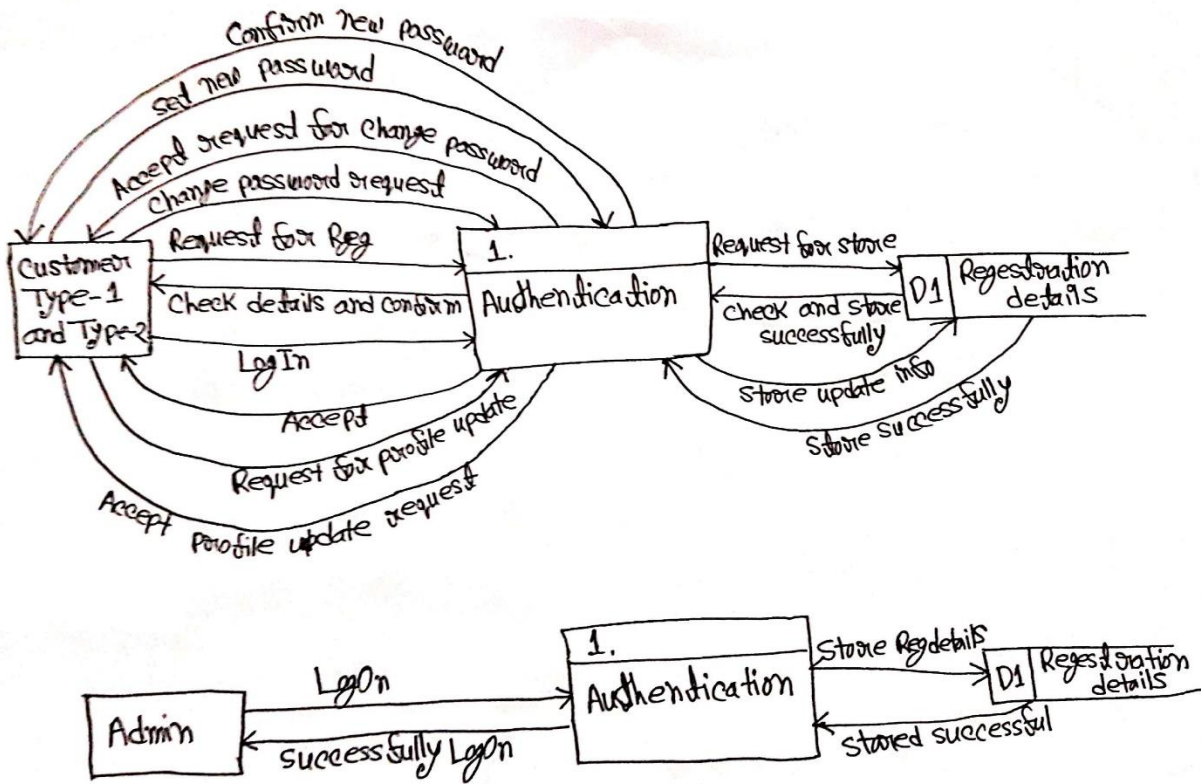 Confirm new password
set new password
Accept request for change password
change password request
Request for Reg
Customer
Type-1
and Type-2
Check details and confirm
LogIn
Accept
Request for profile update
Accept profile update request
1.
Authentication
Request for store
D1
Regestration
details
check and store
successfully
Store update info
Store successfully
Admin
LogOn
successfully LogOn
1.
Authentication
Store Regdetails
D1
Regestration
details
Stored successful